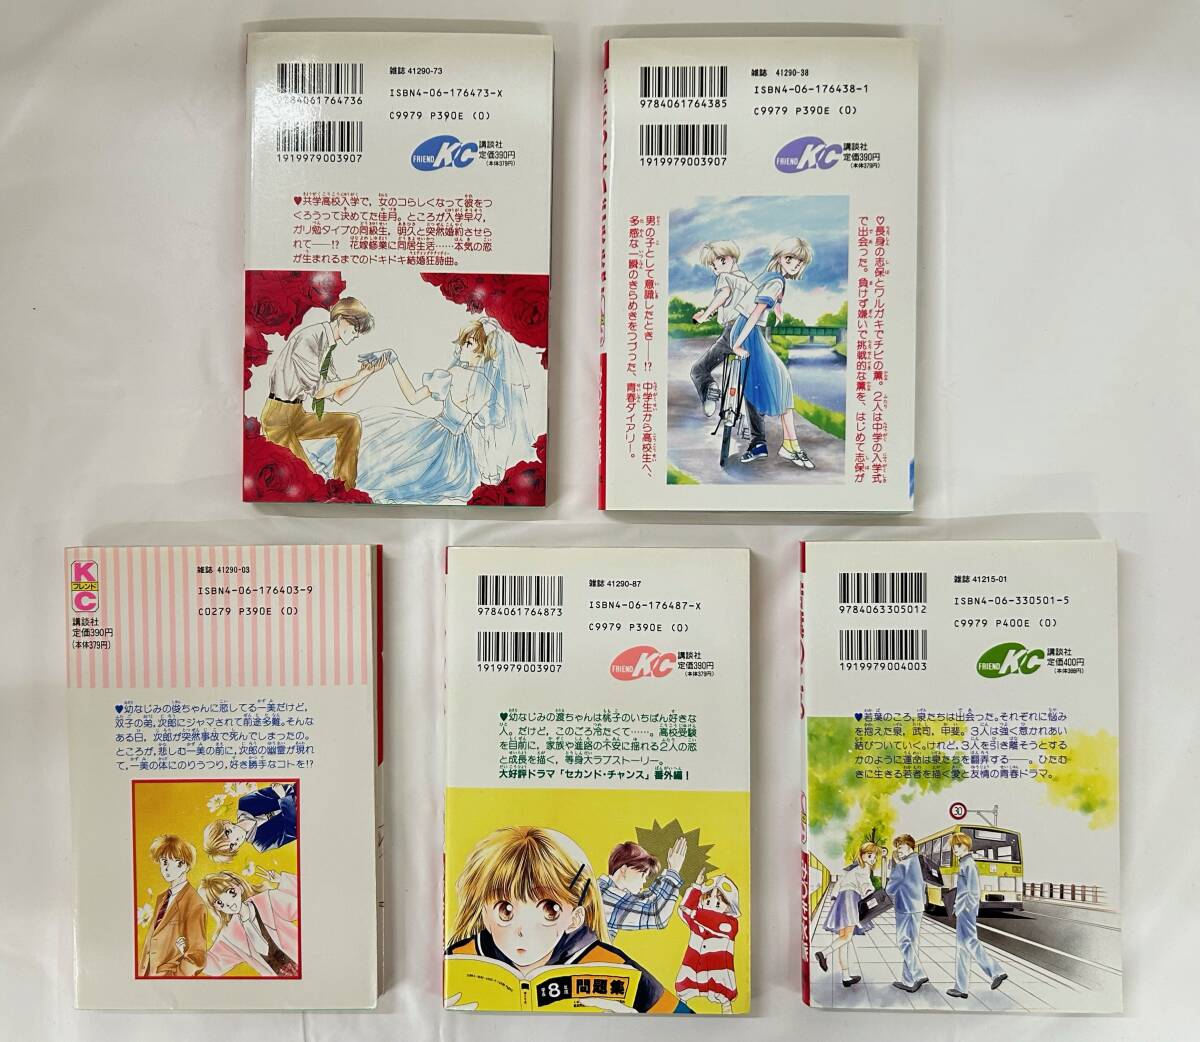 雑誌 41290-73
ISBN4-06-176473-X
9784061764736
C9979 P390E (0)
1919979003907
FRIEND KC
講談社
定価390円
(本体379円)
♥共学高校入学で,女のコらしくなって彼をつ
くろうって決めてた佳月。ところが入学早々,
ガリ勉タイプの同級生,明久と突然婚約させら
れて――!? 花嫁修業に同居生活……本気の恋
が生まれるまでのドキドキ結婚狂詩曲。
雑誌 41290-38
ISBN4-06-176438-1
9784061764385
C9979 P390E (0)
1919979003907
FRIEND KC
講談社
定価390円
(本体379円)
♡長身の志保とワルガキでチビの薫。2人は中学の入学式
で出会った。負けず嫌いで挑戦的な薫を、はじめて志保が
男の子として意識したとき――!? 中学生から高校生へ、
多感な一瞬のきらめきをつづった、青春ダイアリー。
KC
フレンド
講談社
定価390円
(本体379円)
雑誌 41290-03
ISBN4-06-176403-9
C0279 P390E (0)
♥幼なじみの俊ちゃんに恋してる一美だけど,
双子の弟,次郎にジャマされて前途多難。そんな
ある日,次郎が突然事故で死んでしまったの。
ところが,悲しむ一美の前に,次郎の幽霊が現れ
て,一美の体にのりうつり,好き勝手なコトを!?
雑誌 41290-87
ISBN4-06-176487-X
9784061764873
C9979 P390E (0)
1919979003907
FRIEND KC
講談社
定価390円
(本体379円)
♥幼なじみの渡ちゃんは桃子のいちばん好きな
人。だけど,このごろ冷たくて……。高校受験
を目前に,家族や進路の不安に揺れる2人の恋
と成長を描く,等身大ラブストーリー。
大好評ドラマ「セカンド・チャンス」番外編!
8
問題集
雑誌 41215-01
ISBN4-06-330501-5
9784063305012
C9979 P400E (0)
1919979004003
FRIEND KC
講談社
定価400円
(本体388円)
♥若葉のころ,泉たちは出会った。それぞれに悩み
を抱えた泉,武司,甲斐。3人は強く惹かれあい
結びついていく。けれど,3人を引き離そうとする
かのように運命は泉たちを翻弄する――。ひたむ
きに生きる若者を描く愛と友情の青春ドラマ。
30